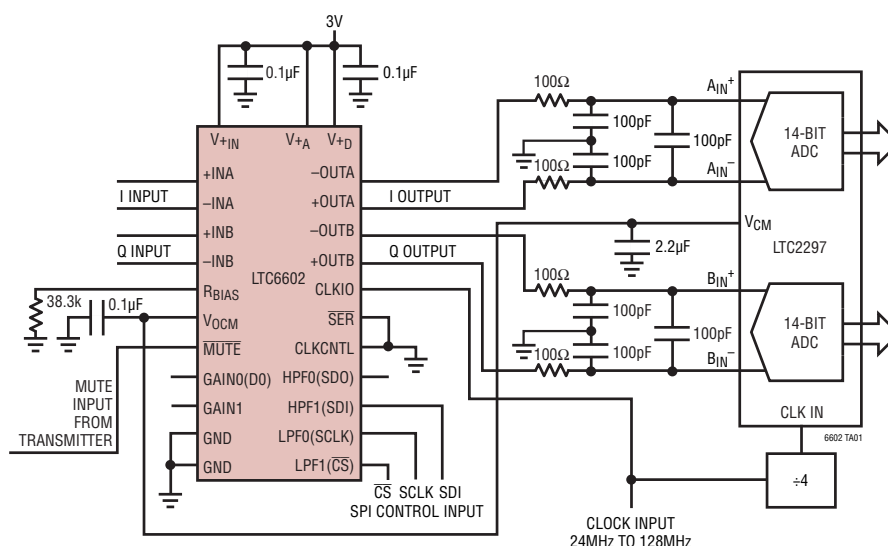 3V
0.1µF
0.1µF
V+IN
V+A
V+D
+INA
–INA
+INB
–INB
RBIAS
VOCM
MUTE
GAIN0(D0)
GAIN1
GND
GND
LTC6602
–OUTA
+OUTA
–OUTB
+OUTB
CLKIO
SER
CLKCNTL
HPF0(SDO)
HPF1(SDI)
LPF0(SCLK)
LPF1(CS)
I INPUT
Q INPUT
38.3k
0.1µF
MUTE
INPUT
FROM
TRANSMITTER
I OUTPUT
Q OUTPUT
CS SCLK SDI
SPI CONTROL INPUT
100Ω
100pF
100pF
100pF
100Ω
AIN+
AIN–
14-BIT
ADC
VCM
2.2µF
LTC2297
100Ω
100pF
100pF
100pF
100Ω
BIN+
BIN–
14-BIT
ADC
CLK IN
6602 TA01
÷4
CLOCK INPUT
24MHz TO 128MHz